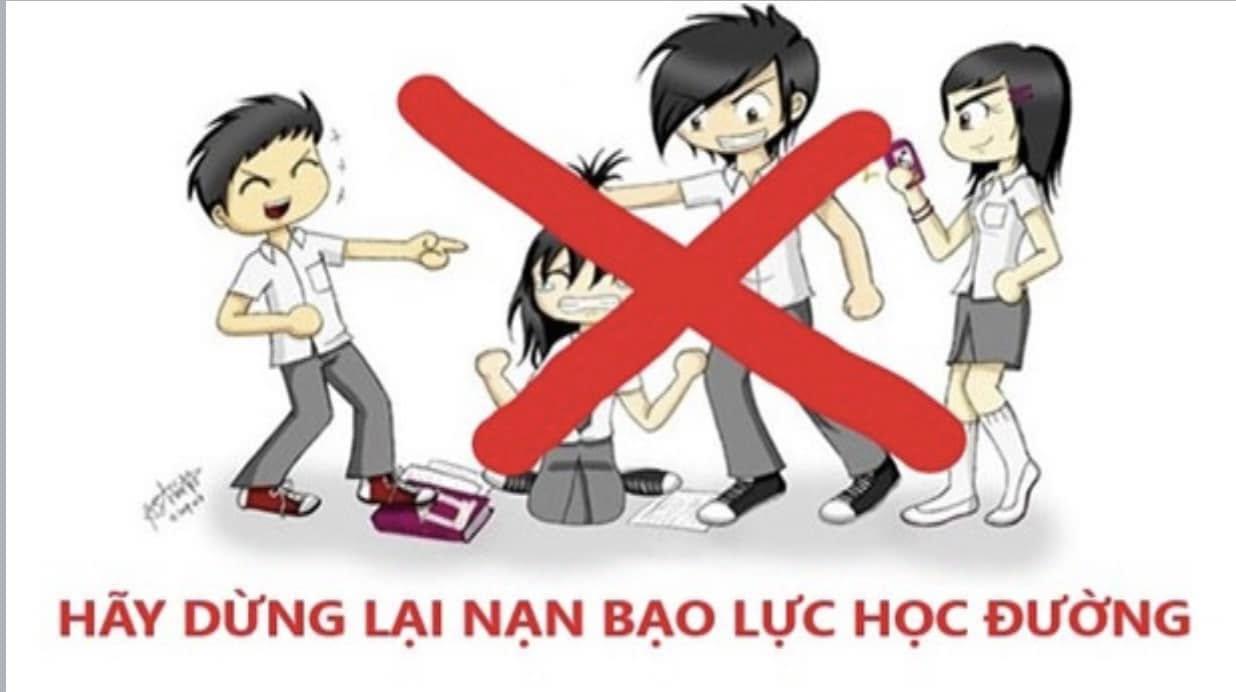 HÃY DỪNG LẠI NẠN BẠO LỰC HỌC ĐƯỜNG